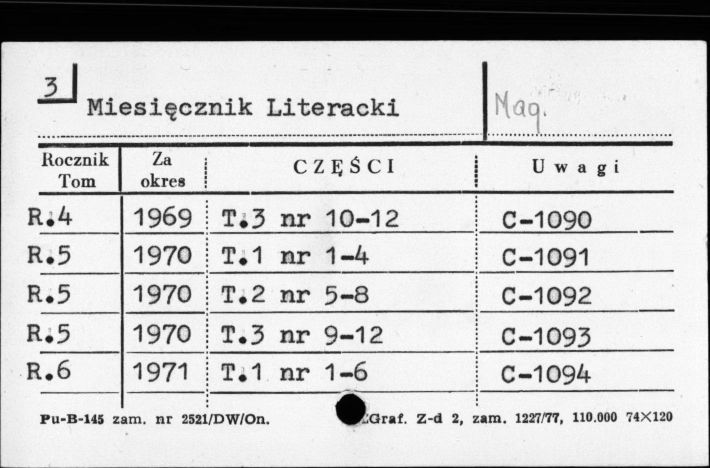 3
Miesięcznik Literacki
Mag.
Rocznik Tom | Za okres | CZĘŚCI | Uwagi
R.4 | 1969 | T.3 nr 10-12 | C-1090
R.5 | 1970 | T.1 nr 1-4 | C-1091
R.5 | 1970 | T.2 nr 5-8 | C-1092
R.5 | 1970 | T.3 nr 9-12 | C-1093
R.6 | 1971 | T.1 nr 1-6 | C-1094
Pu-B-145 zam. nr 2521/DW/On. ZGraf. Z-d 2, zam. 1227/77, 110.000 74×120